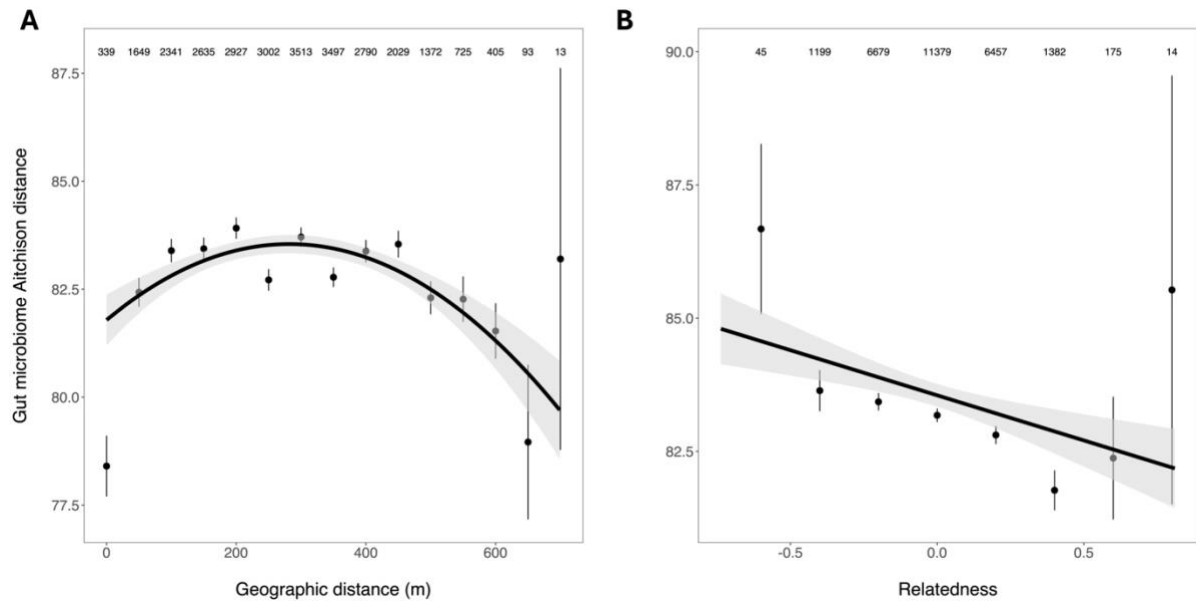 A
339 1649 2341 2635 2927 3002 3513 3497 2790 2029 1372 725 405 93 13
87.5
85.0
82.5
80.0
77.5
Gut microbiome Aitchison distance
0 200 400 600
Geographic distance (m)
B
45 1199 6679 11379 6457 1382 175 14
90.0
87.5
85.0
82.5
-0.5 0.0 0.5
Relatedness